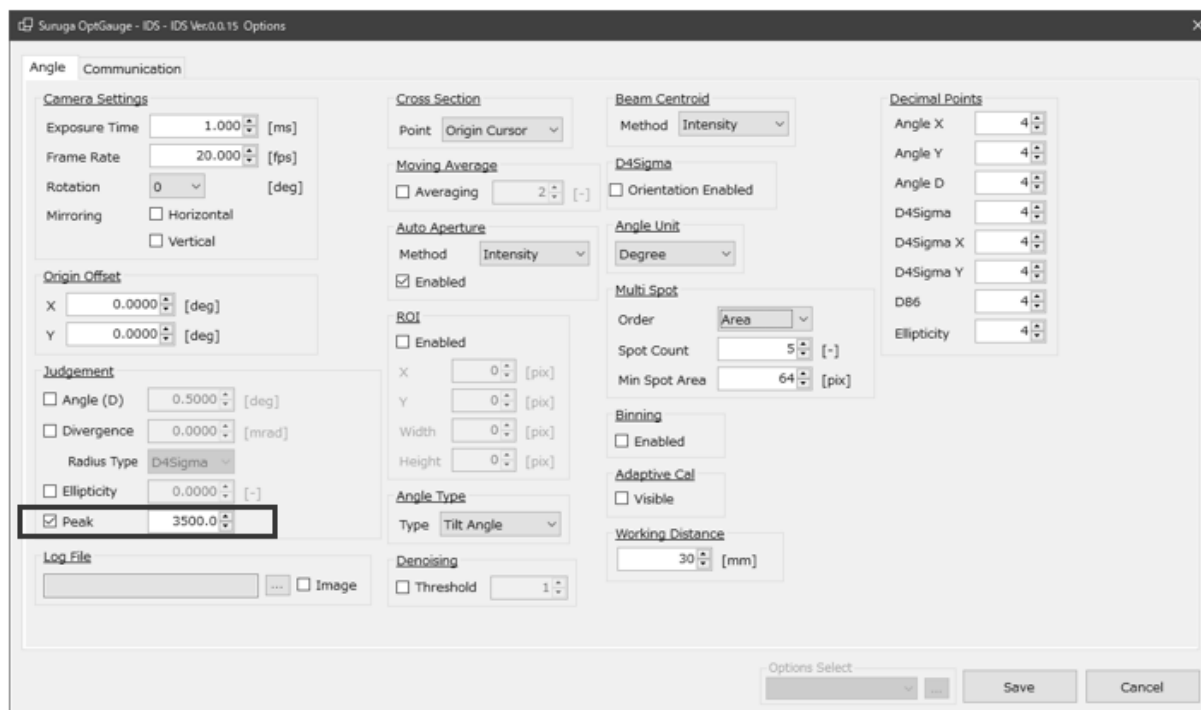 Suruga OptGauge - IDS - IDS Ver.0.0.15 Options
Angle
Communication
Camera Settings
Exposure Time 1.000 [ms]
Frame Rate 20.000 [fps]
Rotation 0 [deg]
Mirroring Horizontal
Vertical
Origin Offset
X 0.0000 [deg]
Y 0.0000 [deg]
Judgement
Angle (D) 0.5000 [deg]
Divergence 0.0000 [mrad]
Radius Type D4Sigma
Ellipticity 0.0000 [-]
Peak 3500.0
Log File
... Image
Cross Section
Point Origin Cursor
Moving Average
Averaging 2 [-]
Auto Aperture
Method Intensity
Enabled
ROI
Enabled
X 0 [pix]
Y 0 [pix]
Width 0 [pix]
Height 0 [pix]
Angle Type
Type Tilt Angle
Denoising
Threshold 1
Beam Centroid
Method Intensity
D4Sigma
Orientation Enabled
Angle Unit
Degree
Multi Spot
Order Area
Spot Count 5 [-]
Min Spot Area 64 [pix]
Binning
Enabled
Adaptive Cal
Visible
Working Distance
30 [mm]
Decimal Points
Angle X 4
Angle Y 4
Angle D 4
D4Sigma 4
D4Sigma X 4
D4Sigma Y 4
D86 4
Ellipticity 4
Options Select
...
Save
Cancel